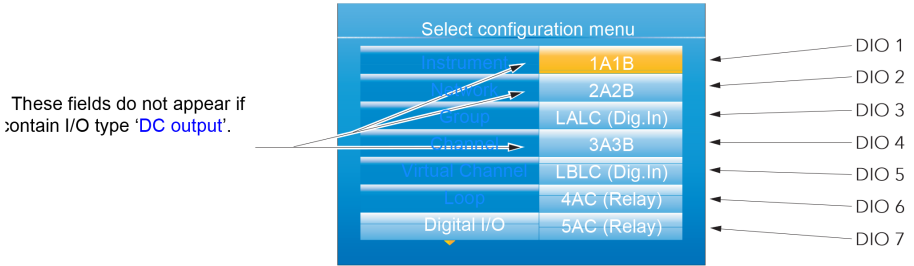 Select configuration menu
These fields do not appear if
contain I/O type ‘DC output’.
Instrument 1A1B DIO 1
Network 2A2B DIO 2
Group LALC (Dig.In) DIO 3
Channel 3A3B DIO 4
Virtual Channel LBLC (Dig.In) DIO 5
Loop 4AC (Relay) DIO 6
Digital I/O 5AC (Relay) DIO 7